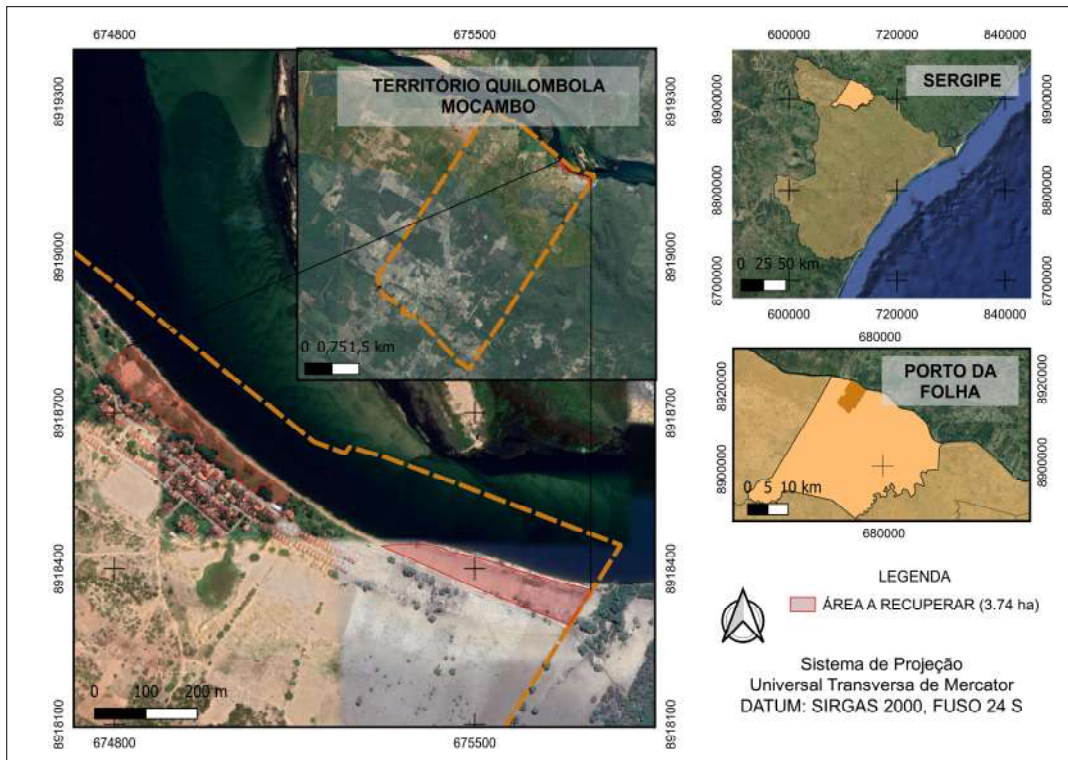 674800
675500
8919300
8919000
8918700
8918400
8918100
TERRITÓRIO QUILOMBOLA
MOCAMBO
0 0,751,5 km
8919300
8919000
8918700
8918400
8918100
0 100 200 m
674800
675500
600000 720000 840000
SERGIPE
8900000
8800000
8700000
8900000
8800000
8700000
0 25 50 km
600000 720000 840000
680000
PORTO DA
FOLHA
8920000
8900000
8920000
8900000
0 5 10 km
680000
LEGENDA
ÁREA A RECUPERAR (3.74 ha)
Sistema de Projeção
Universal Transversa de Mercator
DATUM: SIRGAS 2000, FUSO 24 S